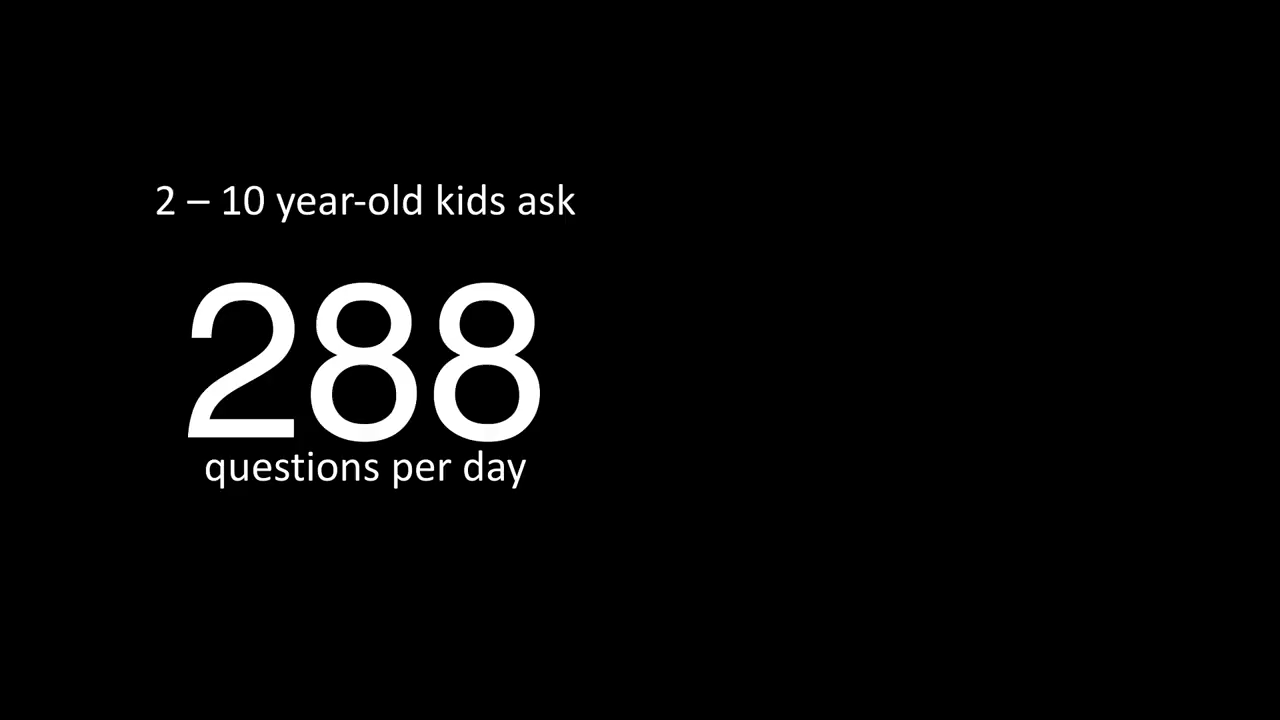 2 – 10 year-old kids ask
288
questions per day